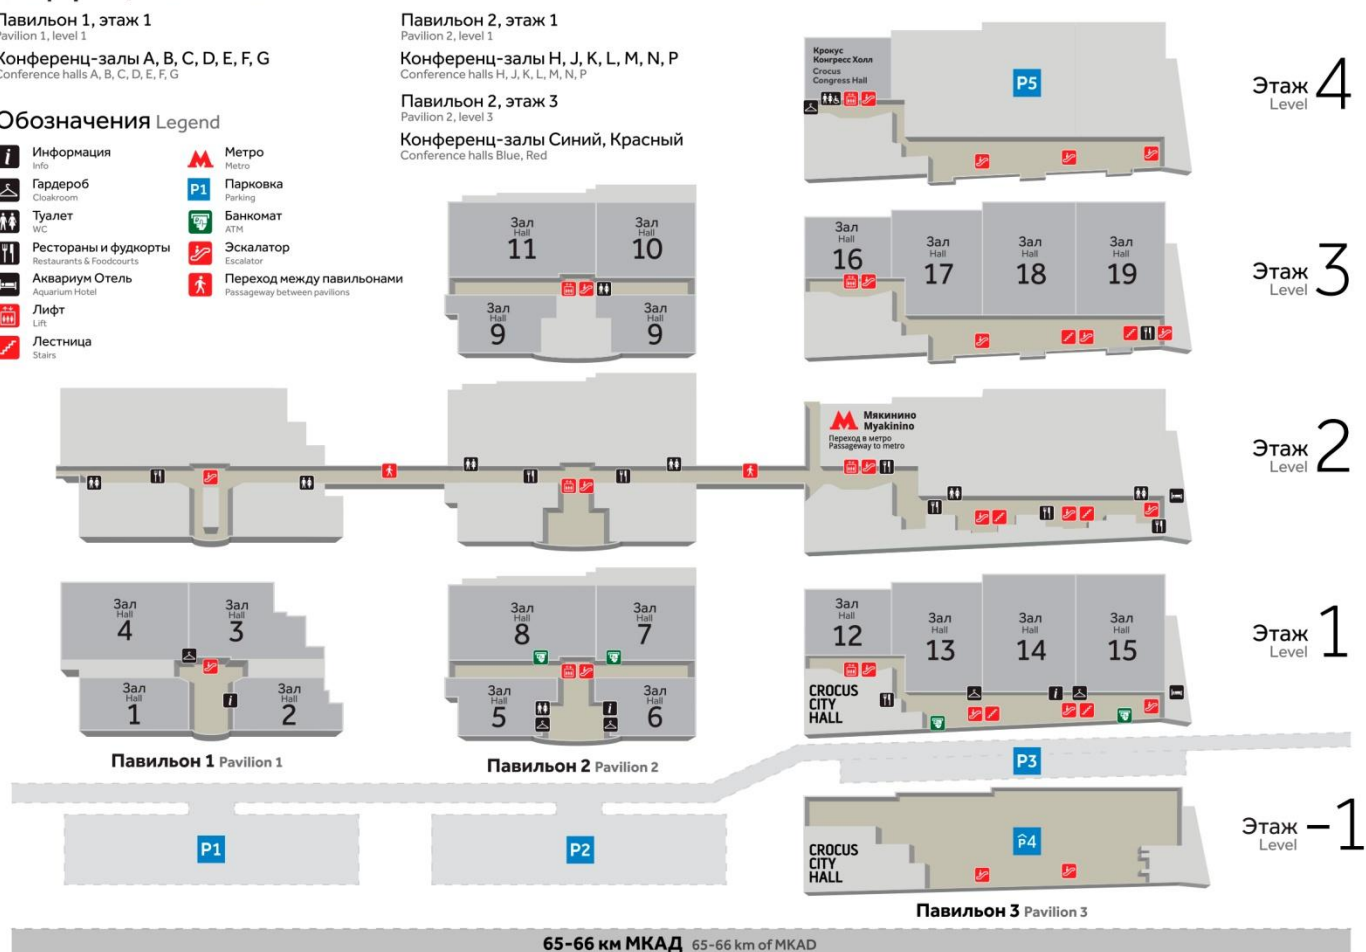 Павильон 1, этаж 1
Pavilion 1, level 1
Конференц-залы A, B, C, D, E, F, G
Conference halls A, B, C, D, E, F, G
Павильон 2, этаж 1
Pavilion 2, level 1
Конференц-залы H, J, K, L, M, N, P
Conference halls H, J, K, L, M, N, P
Павильон 2, этаж 3
Pavilion 2, level 3
Конференц-залы Синий, Красный
Conference halls Blue, Red
Обозначения Legend
Информация
Info
Гардероб
Cloakroom
Туалет
WC
Рестораны и фудкорты
Restaurants & Foodcourts
Аквариум Отель
Aquarium Hotel
Лифт
Lift
Лестница
Stairs
Метро
Metro
P1
Парковка
Parking
Банкомат
ATM
Эскалатор
Escalator
Переход между павильонами
Passageway between pavilions
Крокус
Конгресс Холл
Crocus
Congress Hall
P5
Этаж 4
Level
Зал
Hall
11
Зал
Hall
10
Зал
Hall
9
Зал
Hall
9
Зал
Hall
16
Зал
Hall
17
Зал
Hall
18
Зал
Hall
19
Этаж 3
Level
Мякинино
Myakinino
Переход в метро
Passageway to metro
Этаж 2
Level
Зал
Hall
4
Зал
Hall
3
Зал
Hall
1
Зал
Hall
2
Павильон 1 Pavilion 1
Зал
Hall
8
Зал
Hall
7
Зал
Hall
5
Зал
Hall
6
Павильон 2 Pavilion 2
Зал
Hall
12
Зал
Hall
13
Зал
Hall
14
Зал
Hall
15
CROCUS
CITY
HALL
Этаж 1
Level
P3
P1
P2
P4
CROCUS
CITY
HALL
Этаж -1
Level
Павильон 3 Pavilion 3
65-66 км МКАД 65-66 km of MKAD